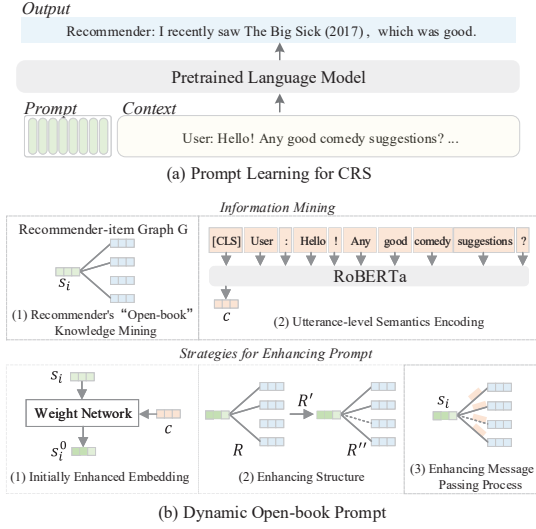 Output
Recommender: I recently saw The Big Sick (2017), which was good.
Pretrained Language Model
Prompt Context
User: Hello! Any good comedy suggestions? ...
(a) Prompt Learning for CRS
Information Mining
Recommender-item Graph G
s_i
(1) Recommender's "Open-book"
Knowledge Mining
[CLS] User : Hello ! Any good comedy suggestions ?
RoBERTa
c
(2) Utterance-level Semantics Encoding
Strategies for Enhancing Prompt
s_i
Weight Network
c
s_i^0
(1) Initially Enhanced Embedding
R'
R R''
(2) Enhancing Structure
s_i
(3) Enhancing Message
Passing Process
(b) Dynamic Open-book Prompt